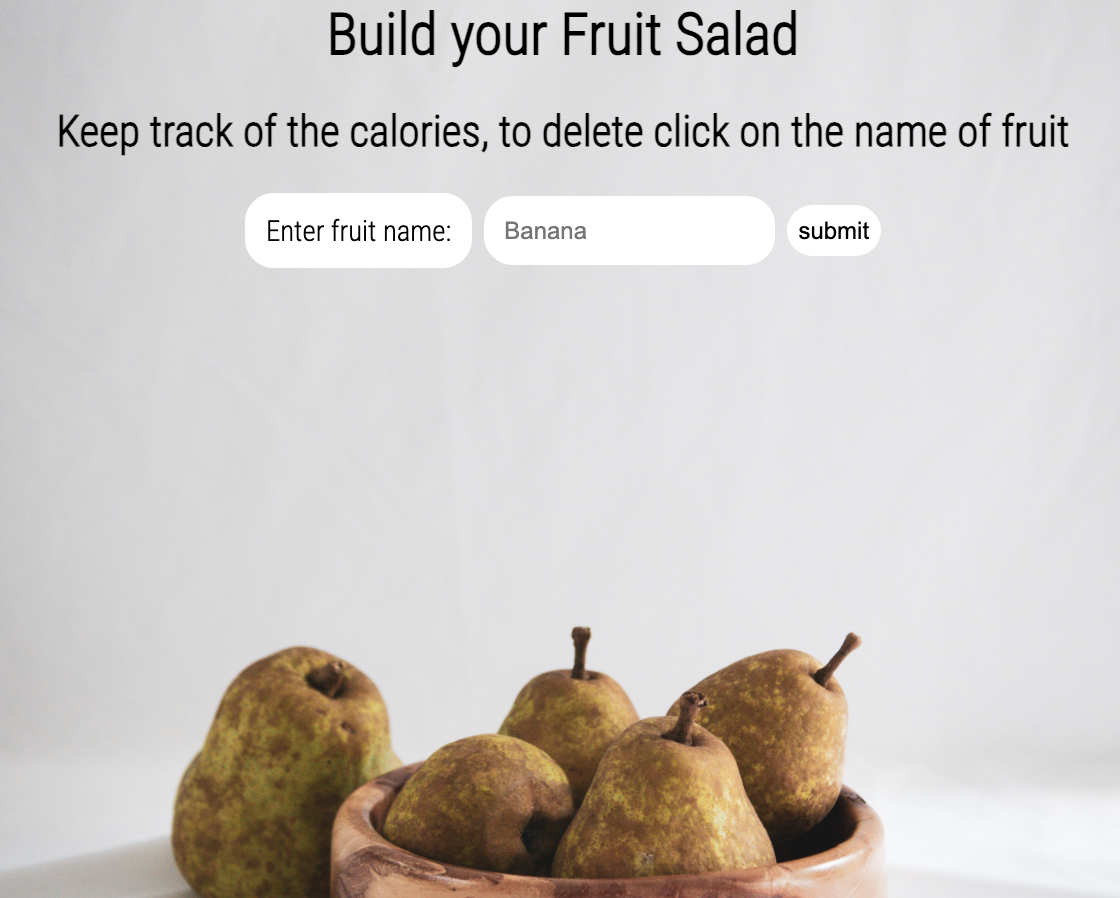 Build your Fruit Salad
Keep track of the calories, to delete click on the name of fruit
Enter fruit name: Banana submit